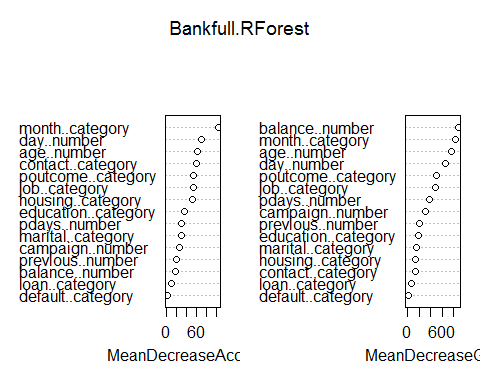 Bankfull.RForest
month..category
day..number
age..number
contact..category
poutcome..category
job..category
housing..category
education..category
pdays..number
marital..category
campaign..number
previous..number
balance..number
loan..category
default..category
0 60
MeanDecreaseAcc
balance..number
month..category
age..number
day..number
poutcome..category
job..category
pdays..number
campaign..number
previous..number
education..category
marital..category
housing..category
contact..category
loan..category
default..category
0 600
MeanDecreaseG